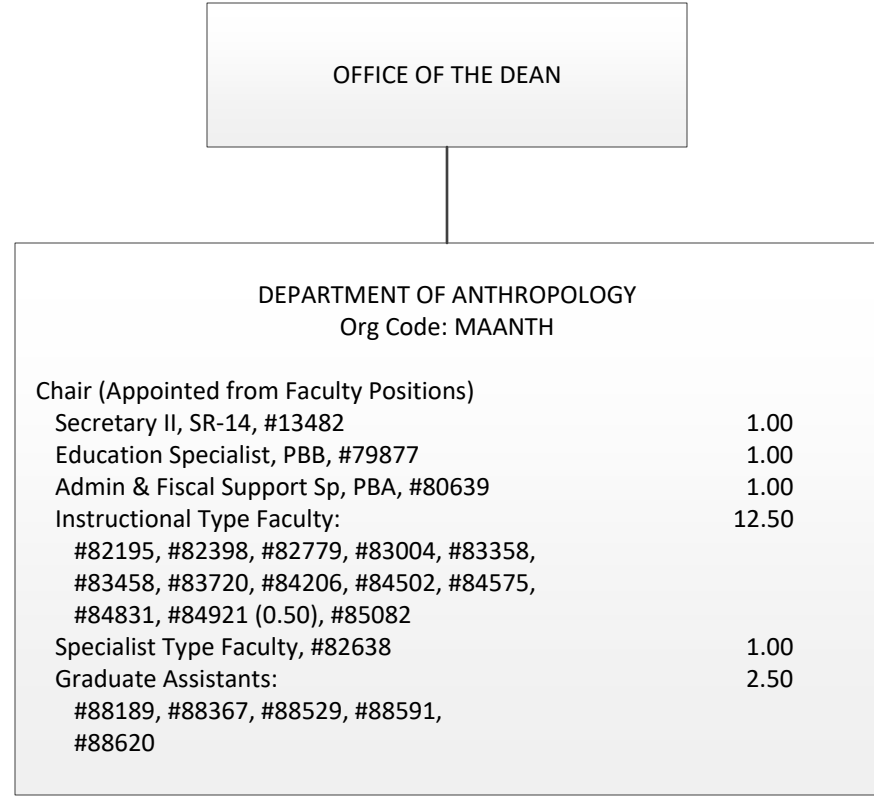 OFFICE OF THE DEAN
DEPARTMENT OF ANTHROPOLOGY
Org Code: MAANTH
Chair (Appointed from Faculty Positions)
Secretary II, SR-14, #13482 1.00
Education Specialist, PBB, #79877 1.00
Admin & Fiscal Support Sp, PBA, #80639 1.00
Instructional Type Faculty: 12.50
#82195, #82398, #82779, #83004, #83358,
#83458, #83720, #84206, #84502, #84575,
#84831, #84921 (0.50), #85082
Specialist Type Faculty, #82638 1.00
Graduate Assistants: 2.50
#88189, #88367, #88529, #88591,
#88620